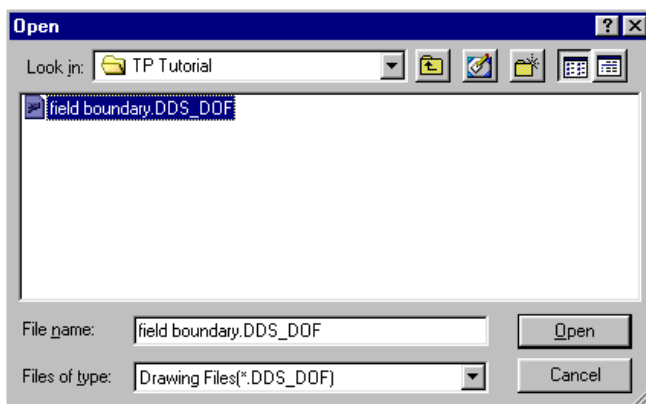 Open
Look in: TP Tutorial
field boundary.DDS_DOF
File name: field boundary.DDS_DOF Open
Files of type: Drawing Files(*.DDS_DOF) Cancel